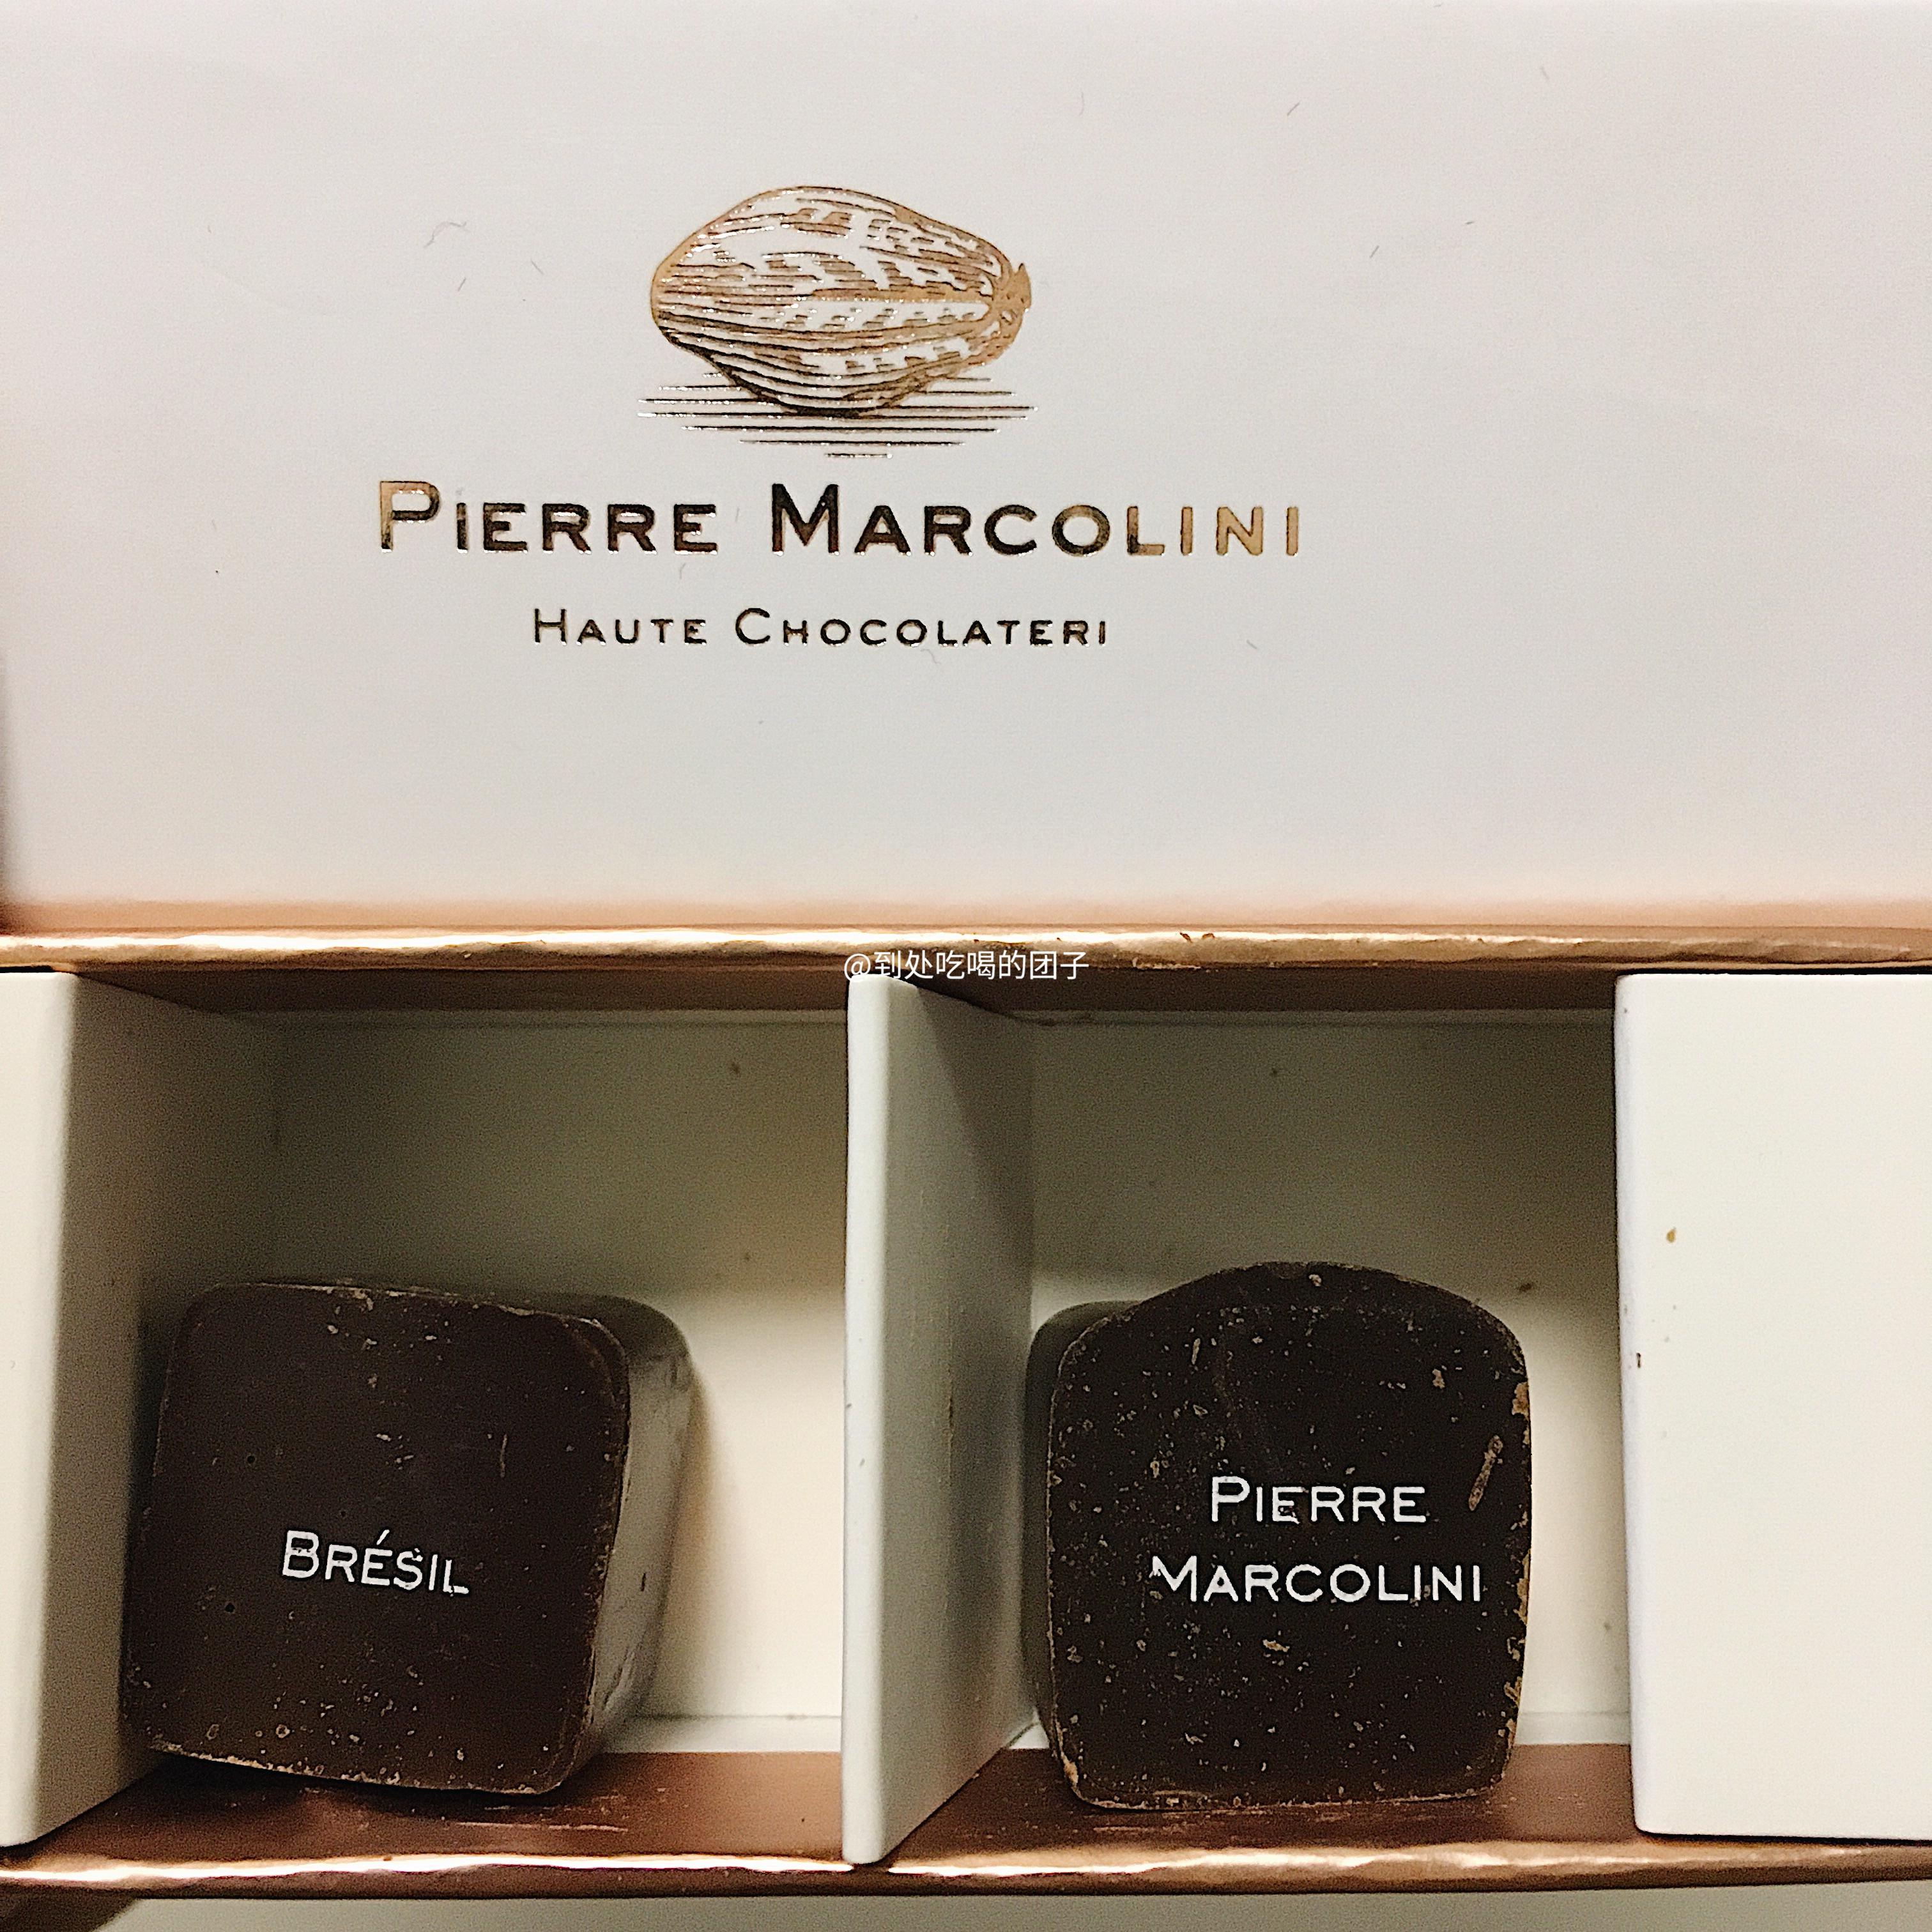 PIERRE MARCOLINI
HAUTE CHOCOLATERI
@到处吃喝的团子
BRÉSIL
PIERRE
MARCOLINI